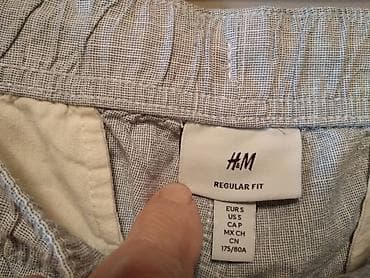 H&M
REGULAR FIT
EUR S
US S
CA P
MX CH
CN
175/80A